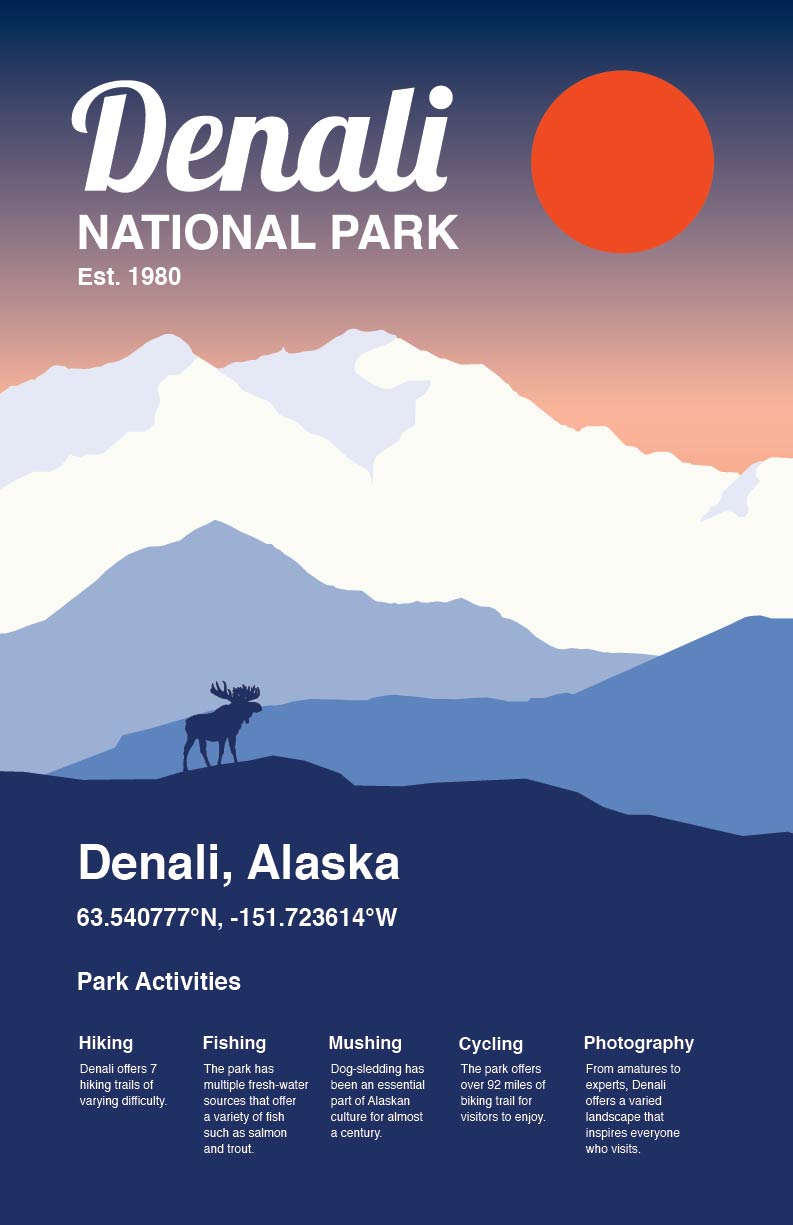 Denali
NATIONAL PARK
Est. 1980
Denali, Alaska
63.540777°N, -151.723614°W
Park Activities
Hiking
Denali offers 7
hiking trails of
varying difficulty.
Fishing
The park has
multiple fresh-water
sources that offer
a variety of fish
such as salmon
and trout.
Mushing
Dog-sledding has
been an essential
part of Alaskan
culture for almost
a century.
Cycling
The park offers
over 92 miles of
biking trail for
visitors to enjoy.
Photography
From amatures to
experts, Denali
offers a varied
landscape that
inspires everyone
who visits.